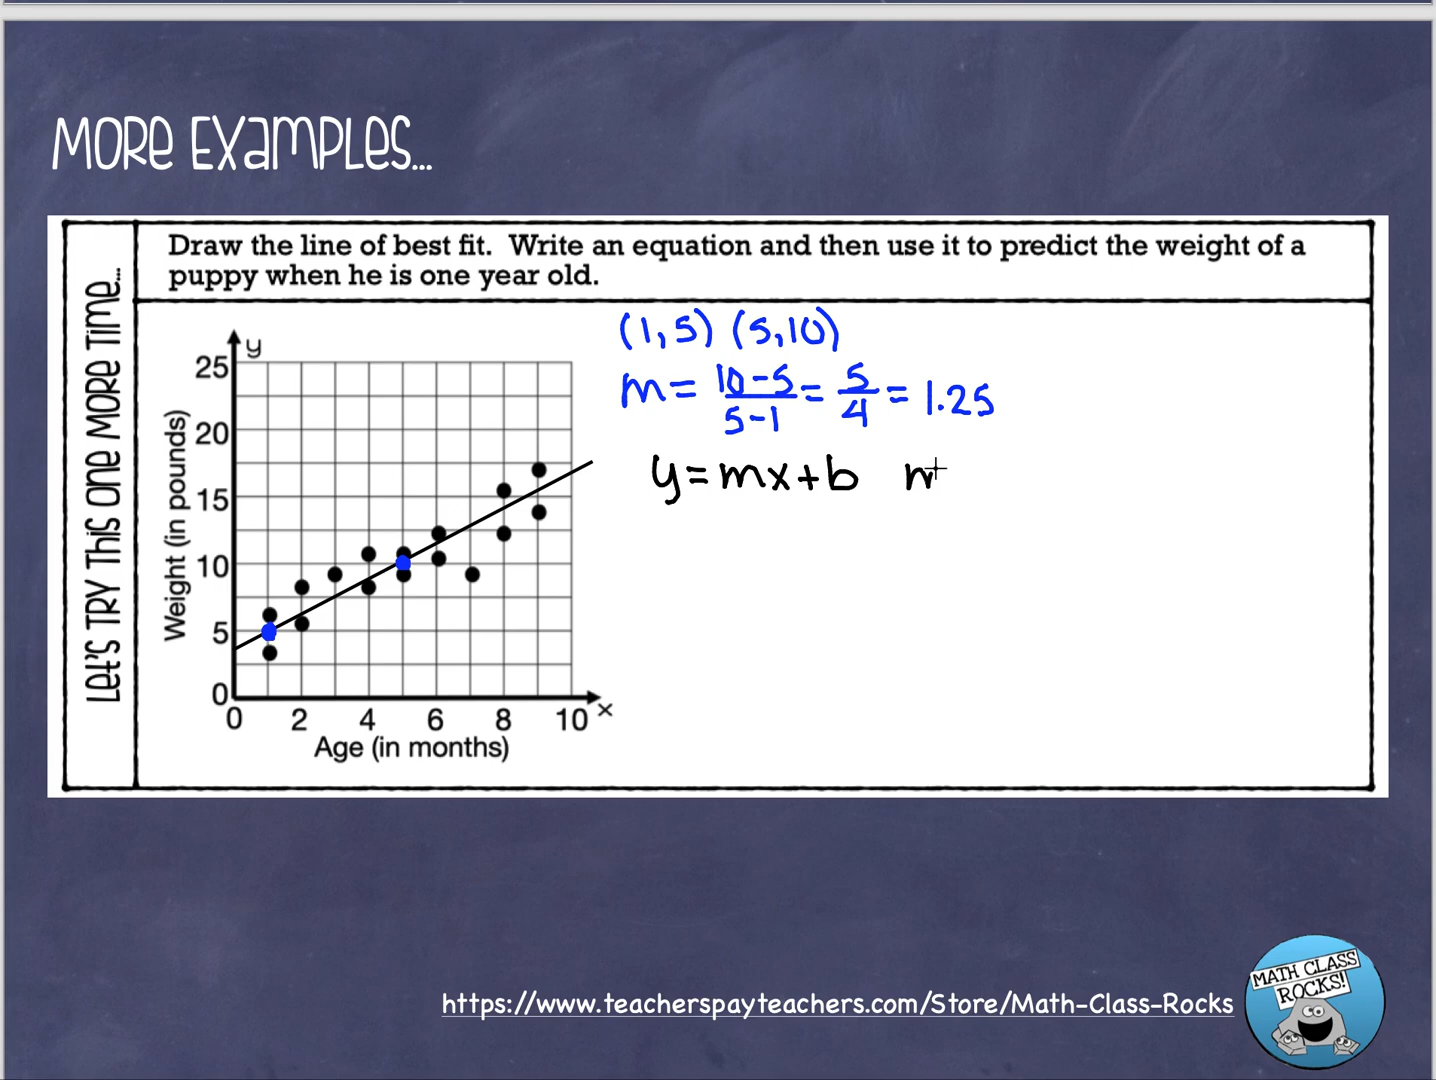 MORE EXAMPLES...
LET'S TRY THIS ONE MORE TIME...
Draw the line of best fit. Write an equation and then use it to predict the weight of a
puppy when he is one year old.
(1,5) (5,10)
m = 10-5/5-1 = 5/4 = 1.25
y = mx + b m
y
25
20
15
10
5
0
Weight (in pounds)
0 2 4 6 8 10 x
Age (in months)
https://www.teacherspayteachers.com/Store/Math-Class-Rocks
MATH CLASS
ROCKS!